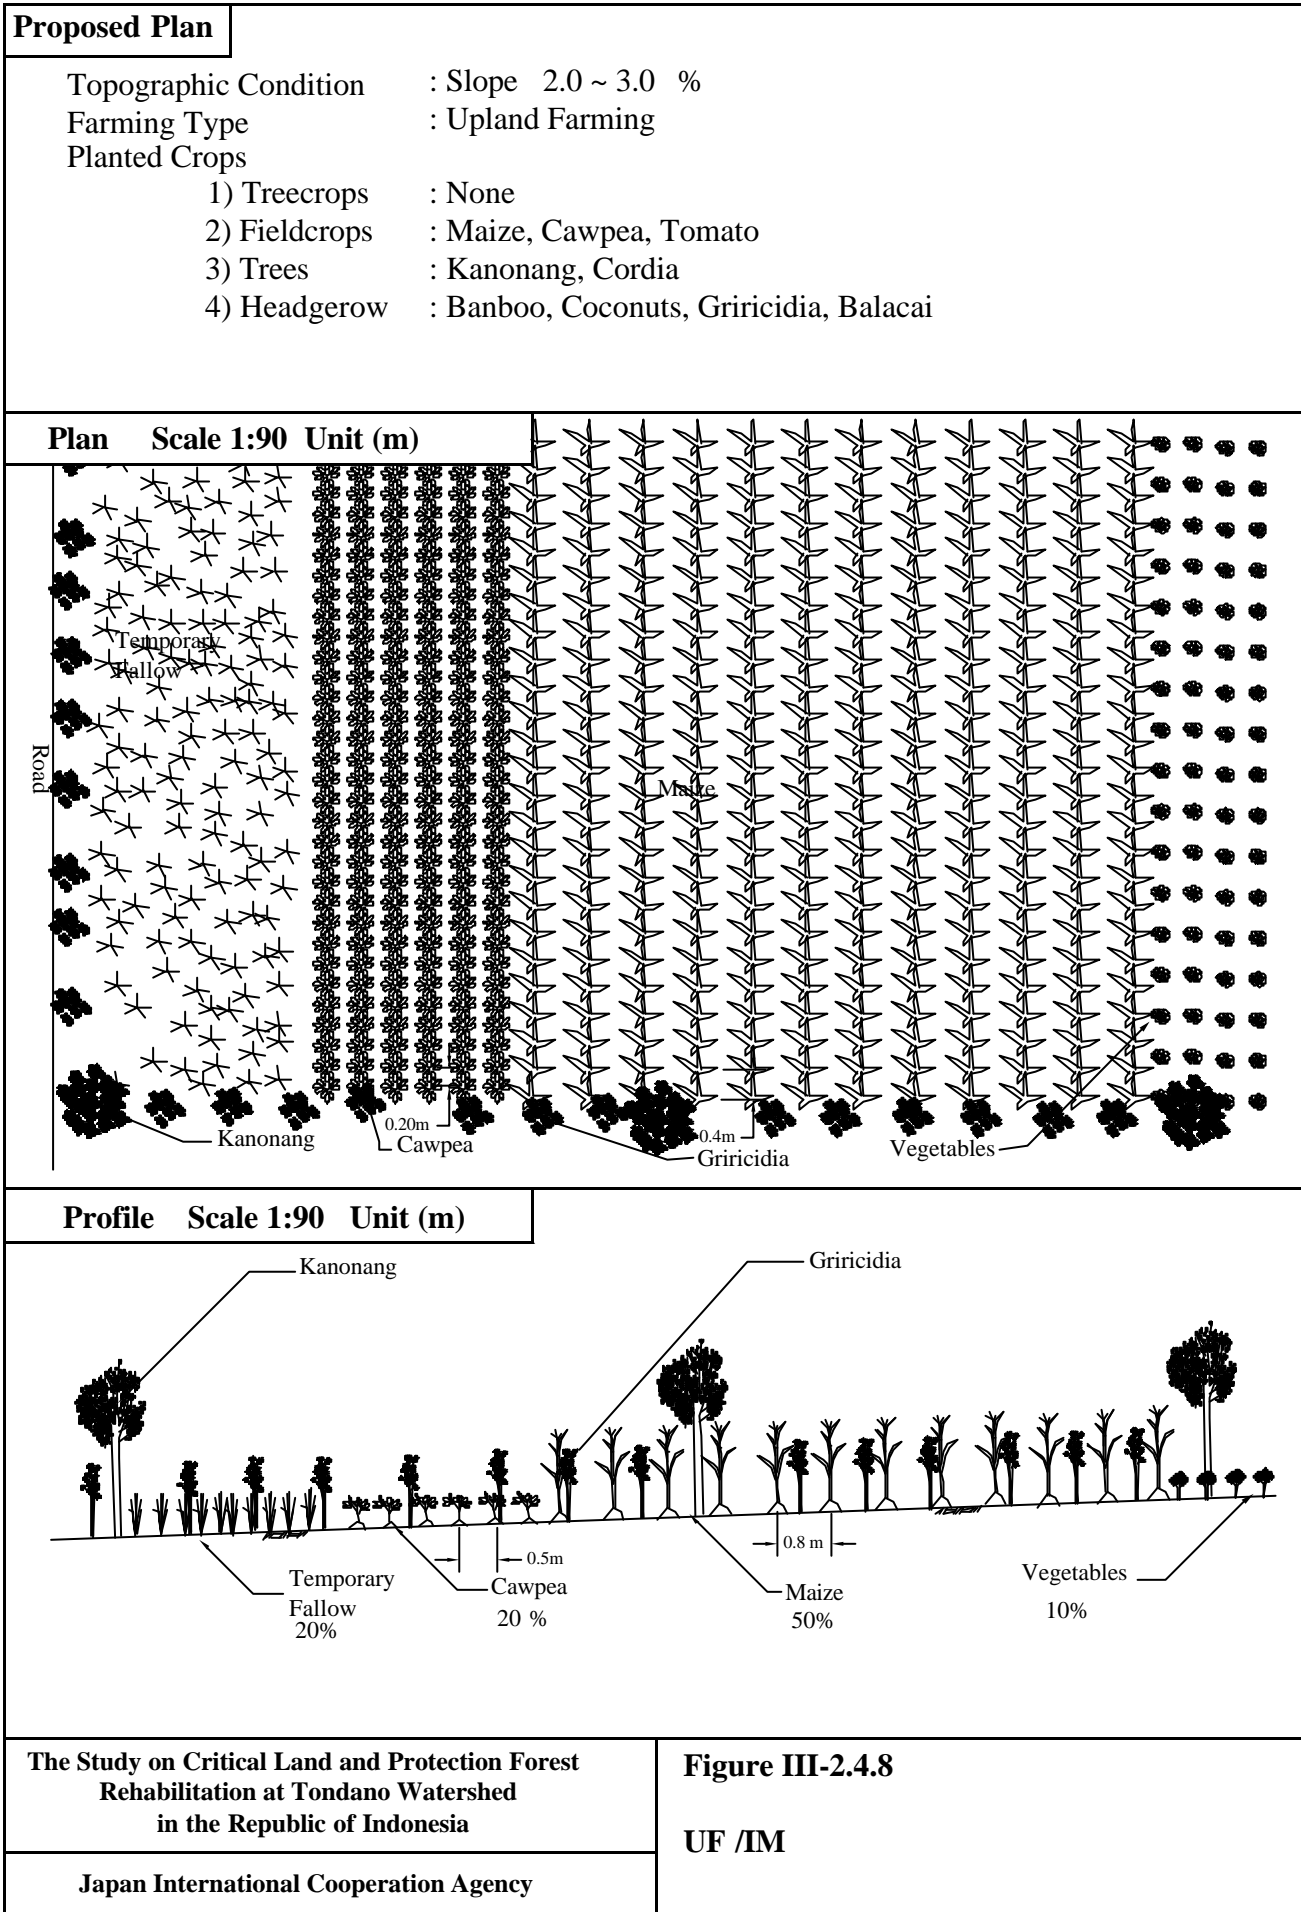 Proposed Plan
Topographic Condition : Slope 2.0 ~ 3.0 %
Farming Type : Upland Farming
Planted Crops
1) Treecrops : None
2) Fieldcrops : Maize, Cawpea, Tomato
3) Trees : Kanonang, Cordia
4) Headgerow : Banboo, Coconuts, Griricidia, Balacai
Plan Scale 1:90 Unit (m)
Temporary
Fallow
Road
Maize
Kanonang
0.20m
Cawpea
0.4m
Griricidia
Vegetables
Profile Scale 1:90 Unit (m)
Kanonang
Griricidia
0.5m
0.8 m
Temporary
Fallow
20%
Cawpea
20 %
Maize
50%
Vegetables
10%
The Study on Critical Land and Protection Forest
Rehabilitation at Tondano Watershed
in the Republic of Indonesia
Japan International Cooperation Agency
Figure III-2.4.8
UF /IM